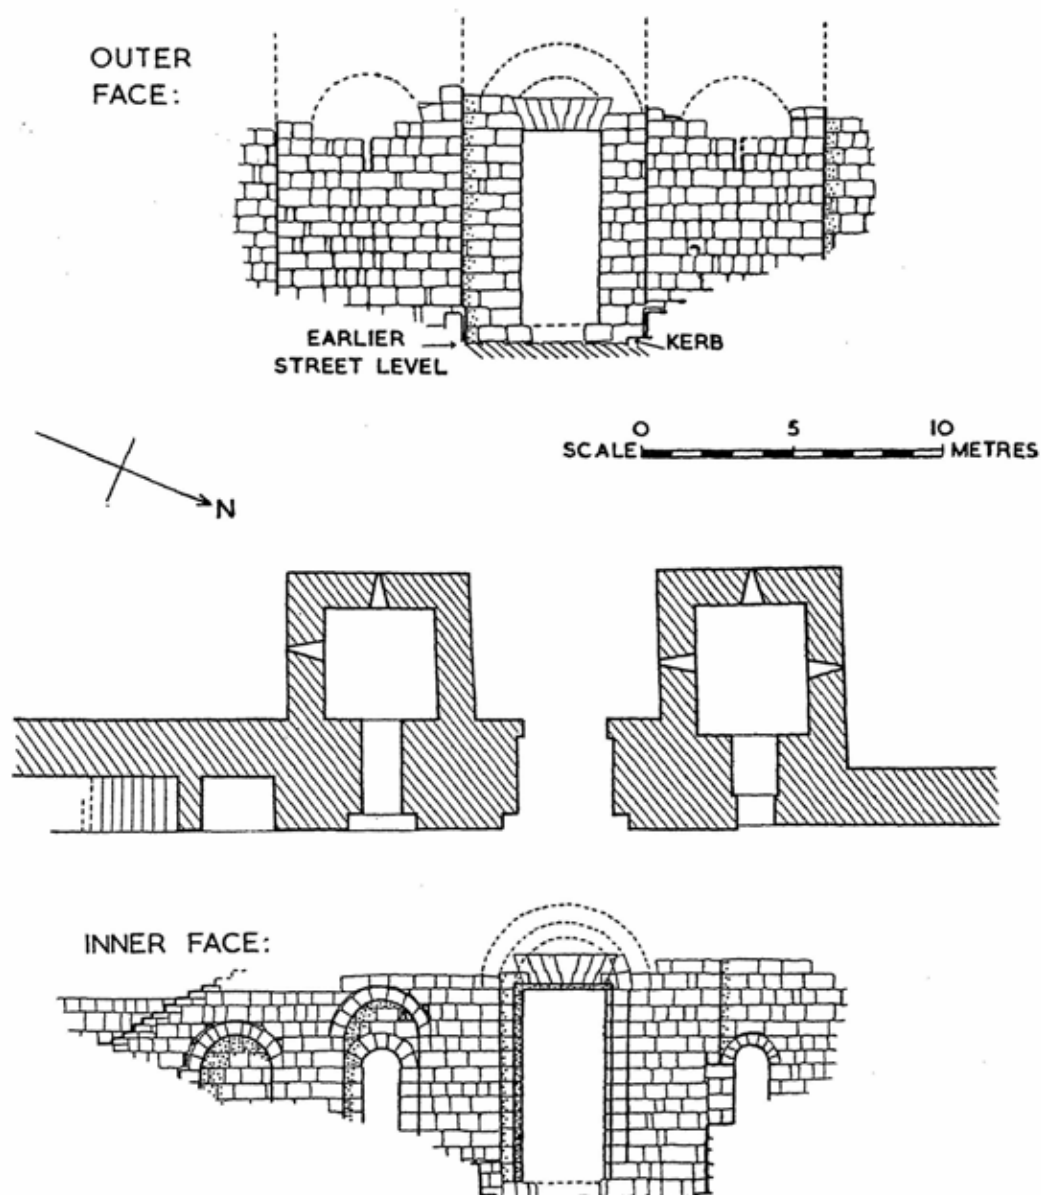 OUTER
FACE:
EARLIER
STREET LEVEL
KERB
0 5 10
SCALE METRES
N
INNER FACE: